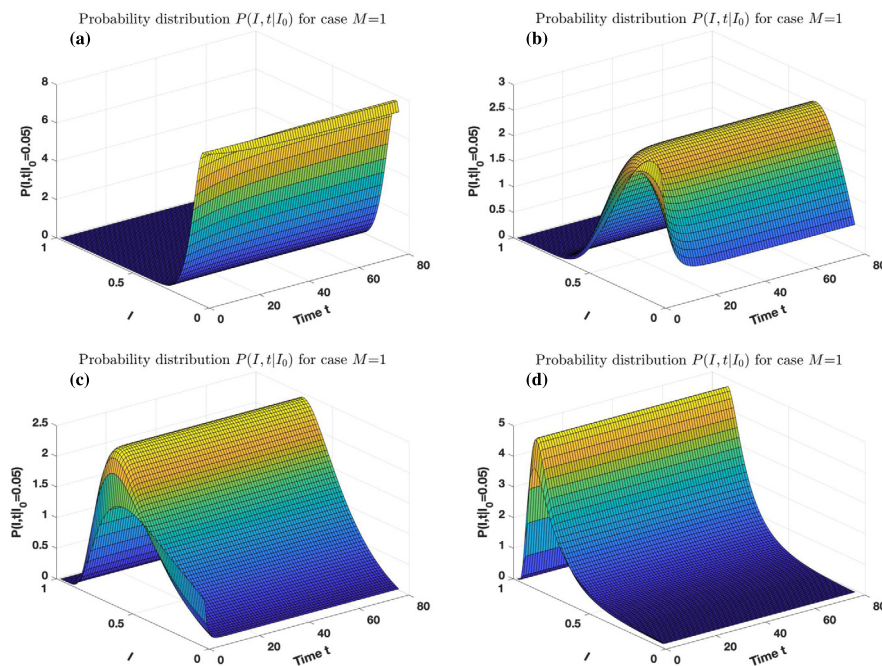 Probability distribution P(I, t|I₀) for case M=1
(a)
8
6
4
2
0
P(I,t|I₀=0.05)
1
0.5
0
I
0
20
40
60
80
Time t
Probability distribution P(I, t|I₀) for case M=1
(b)
3
2.5
2
1.5
1
0.5
0
P(I,t|I₀=0.05)
1
0.5
0
I
0
20
40
60
80
Time t
Probability distribution P(I, t|I₀) for case M=1
(c)
2.5
2
1.5
1
0.5
0
P(I,t|I₀=0.05)
1
0.5
0
I
0
20
40
60
80
Time t
Probability distribution P(I, t|I₀) for case M=1
(d)
5
4
3
2
1
0
P(I,t|I₀=0.05)
1
0.5
0
I
0
20
40
60
80
Time t